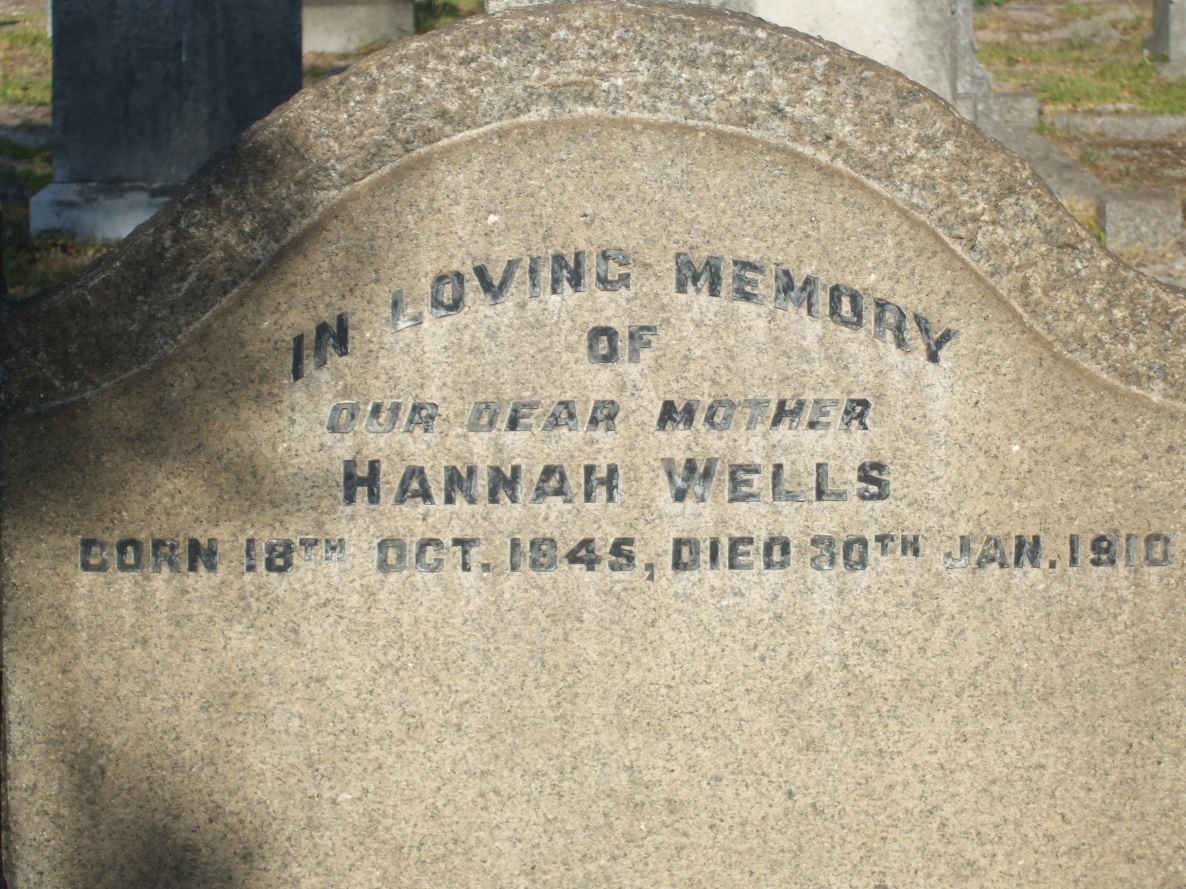 IN LOVING MEMORY
OF
OUR DEAR MOTHER
HANNAH WELLS
BORN 18TH OCT. 1845, DIED 30TH JAN. 1910